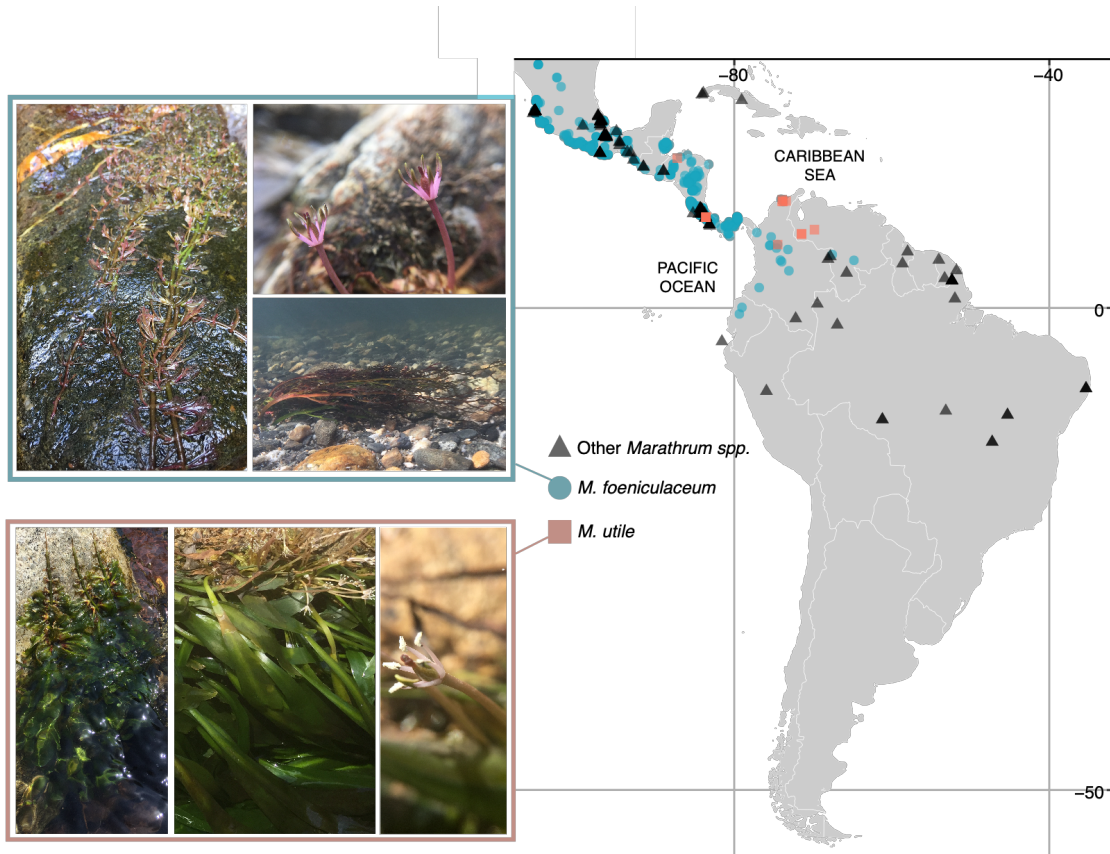 −80
−40
CARIBBEAN
SEA
PACIFIC
OCEAN
0
Other Marathrum spp.
M. foeniculaceum
M. utile
−50